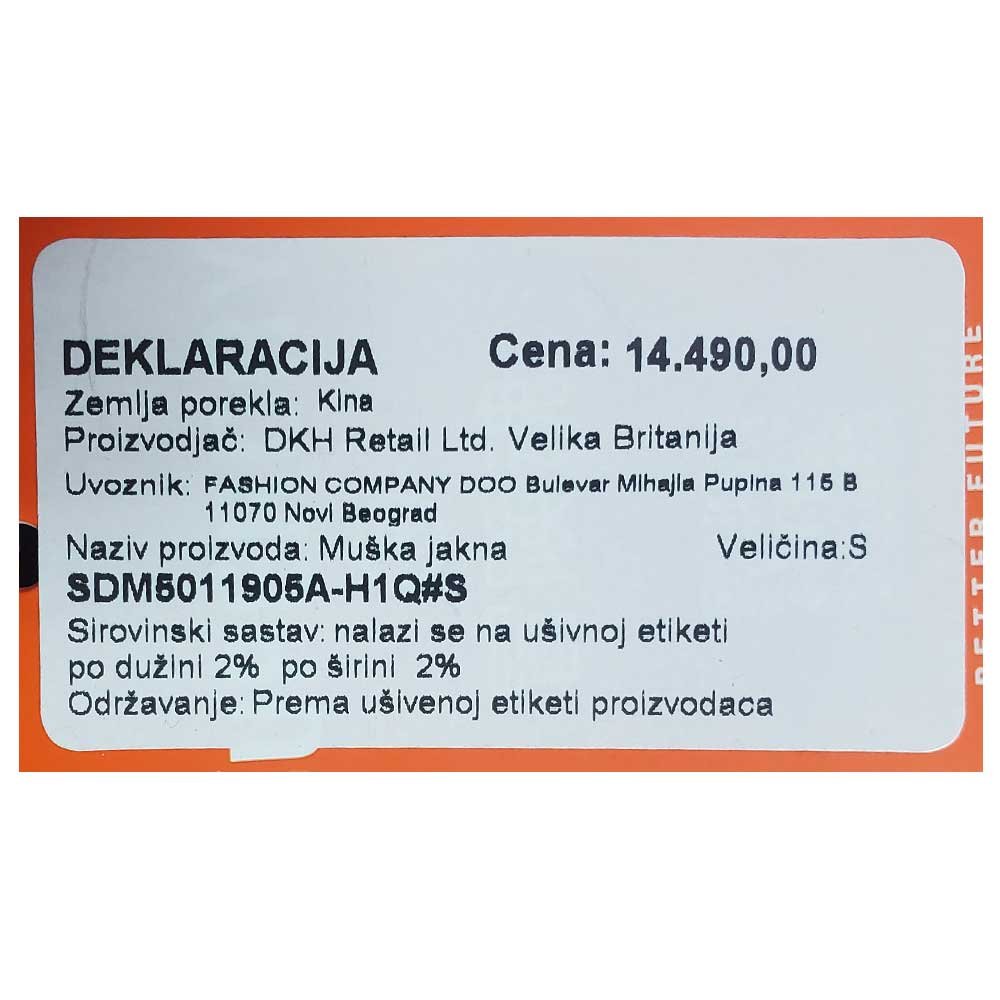 DEKLARACIJA Cena: 14.490,00
Zemlja porekla: Kina
Proizvodjač: DKH Retail Ltd. Velika Britanija
Uvoznik: FASHION COMPANY DOO Bulevar Mihajla Pupina 115 B
11070 Novi Beograd
Naziv proizvoda: Muška jakna Veličina:S
SDM5011905A-H1Q#S
Sirovinski sastav: nalazi se na ušivnoj etiketi
po dužini 2% po širini 2%
Održavanje: Prema ušivenoj etiketi proizvodaca
BETTER FUTURE